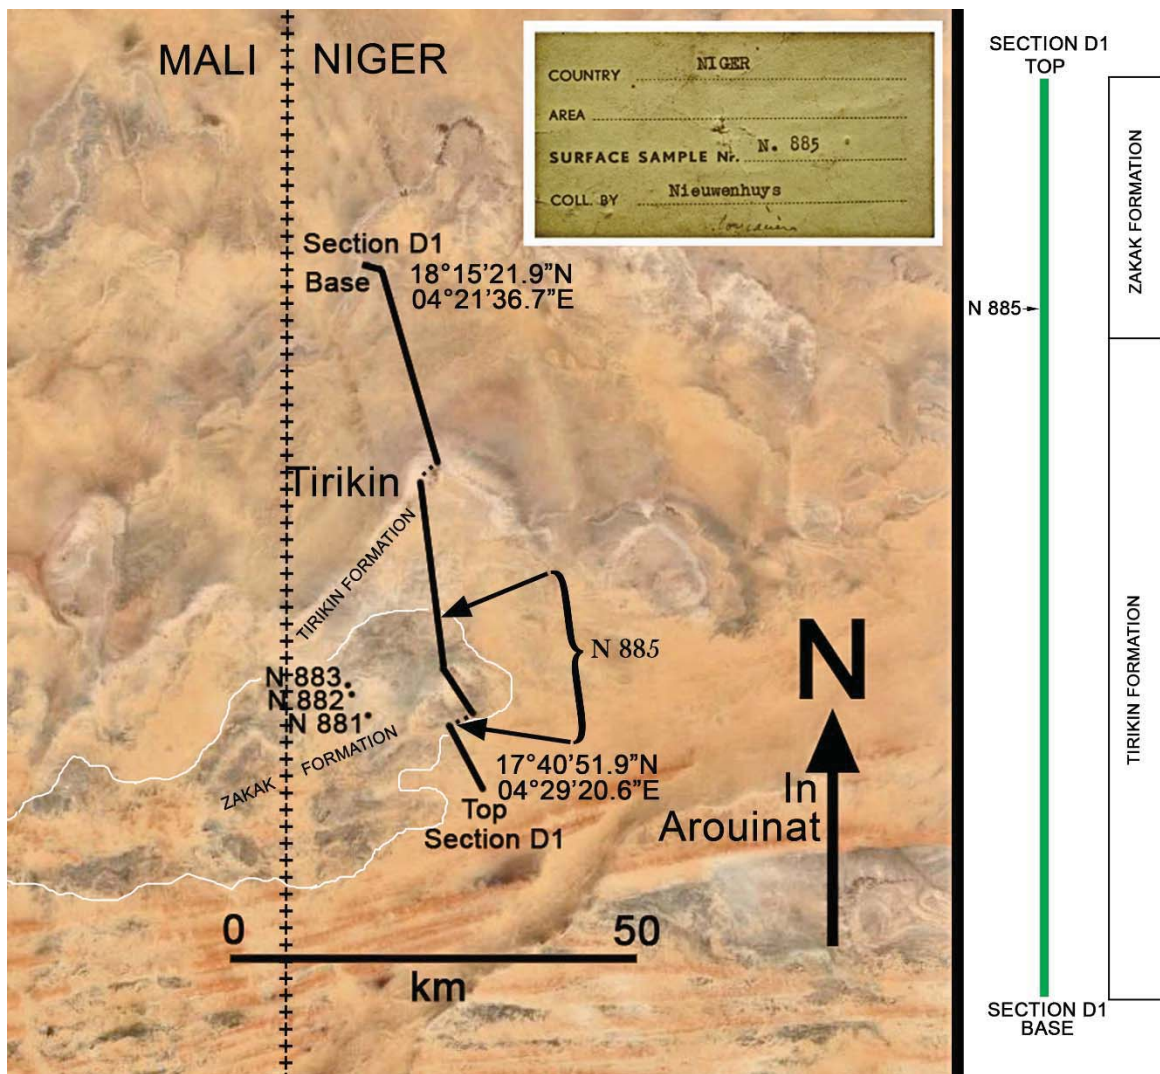 MALI NIGER
COUNTRY NIGER
AREA
SURFACE SAMPLE Nr. N. 885
COLL. BY Nieuwenhuys
Section D1
Base
18°15'21.9"N
04°21'36.7"E
Tirikin
TIRIKIN FORMATION
N 885
N 883
N 882
N 881
ZAKAK FORMATION
17°40'51.9"N
04°29'20.6"E
Top
Section D1
N
In
Arouinat
0 50
km
SECTION D1
TOP
ZAKAK FORMATION
N 885
TIRIKIN FORMATION
SECTION D1
BASE